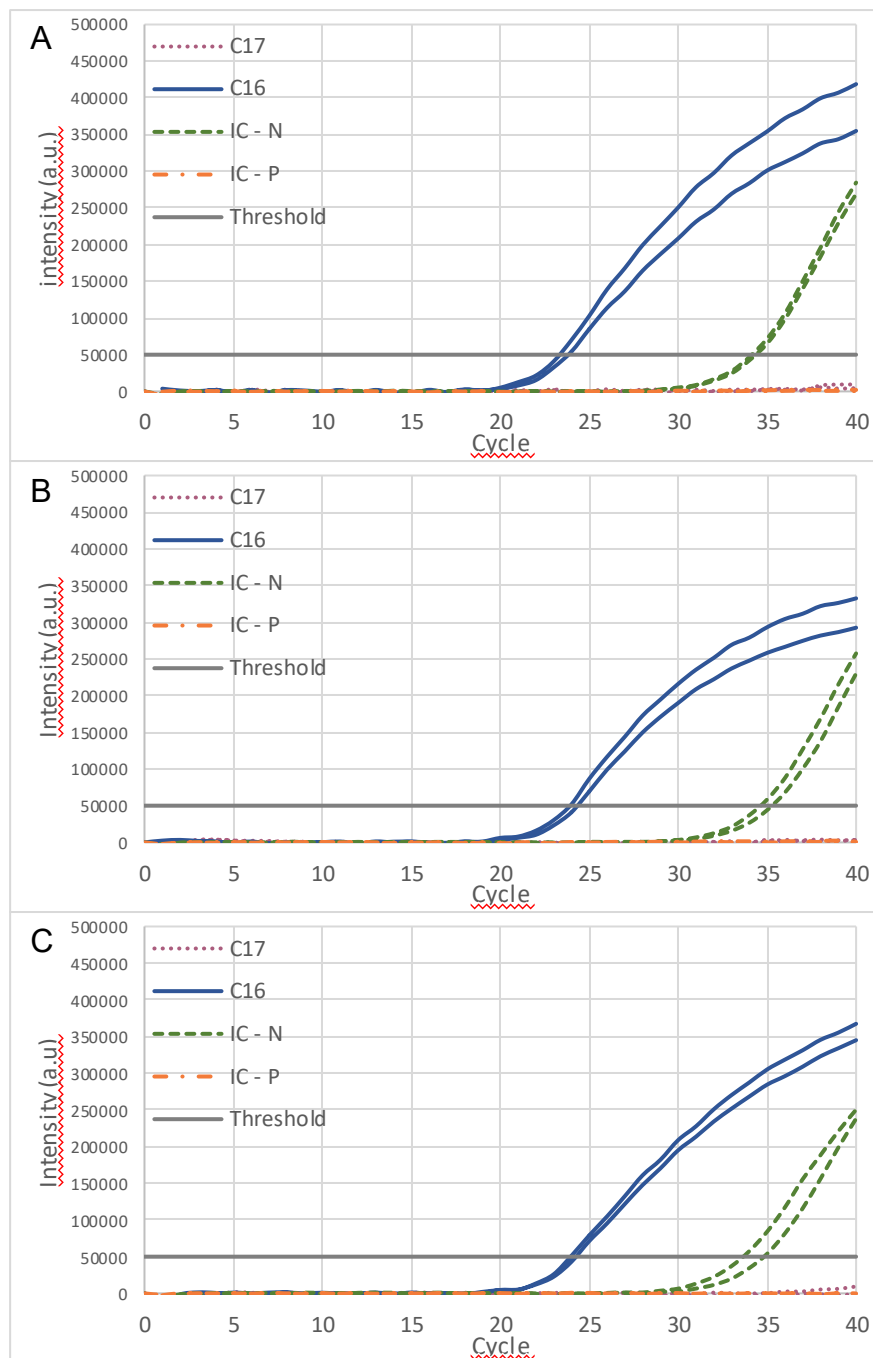 A
500000
450000
400000
350000
300000
250000
200000
150000
100000
50000
0
intensity (a.u.)
C17
C16
IC - N
IC - P
Threshold
0 5 10 15 20 25 30 35 40
Cycle
B
500000
450000
400000
350000
300000
250000
200000
150000
100000
50000
0
Intensity (a.u.)
C17
C16
IC - N
IC - P
Threshold
0 5 10 15 20 25 30 35 40
Cycle
C
500000
450000
400000
350000
300000
250000
200000
150000
100000
50000
0
Intensity (a.u)
C17
C16
IC - N
IC - P
Threshold
0 5 10 15 20 25 30 35 40
Cycle